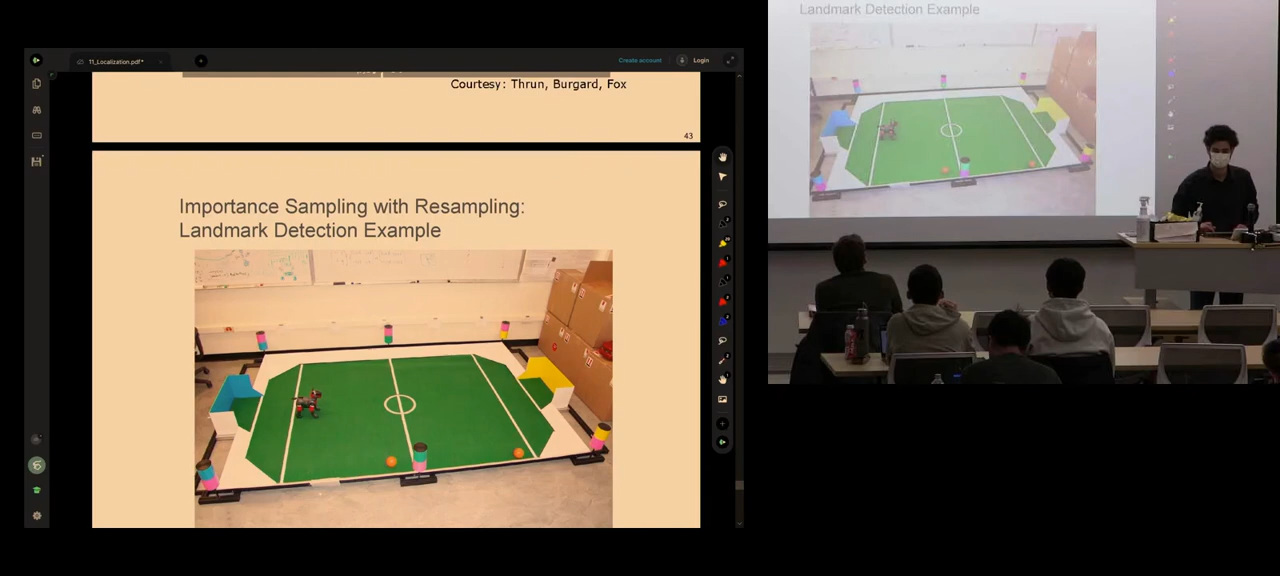 11_Localization.pdf*
Create account
Login
Courtesy: Thrun, Burgard, Fox
43
Importance Sampling with Resampling:
Landmark Detection Example
Landmark Detection Example